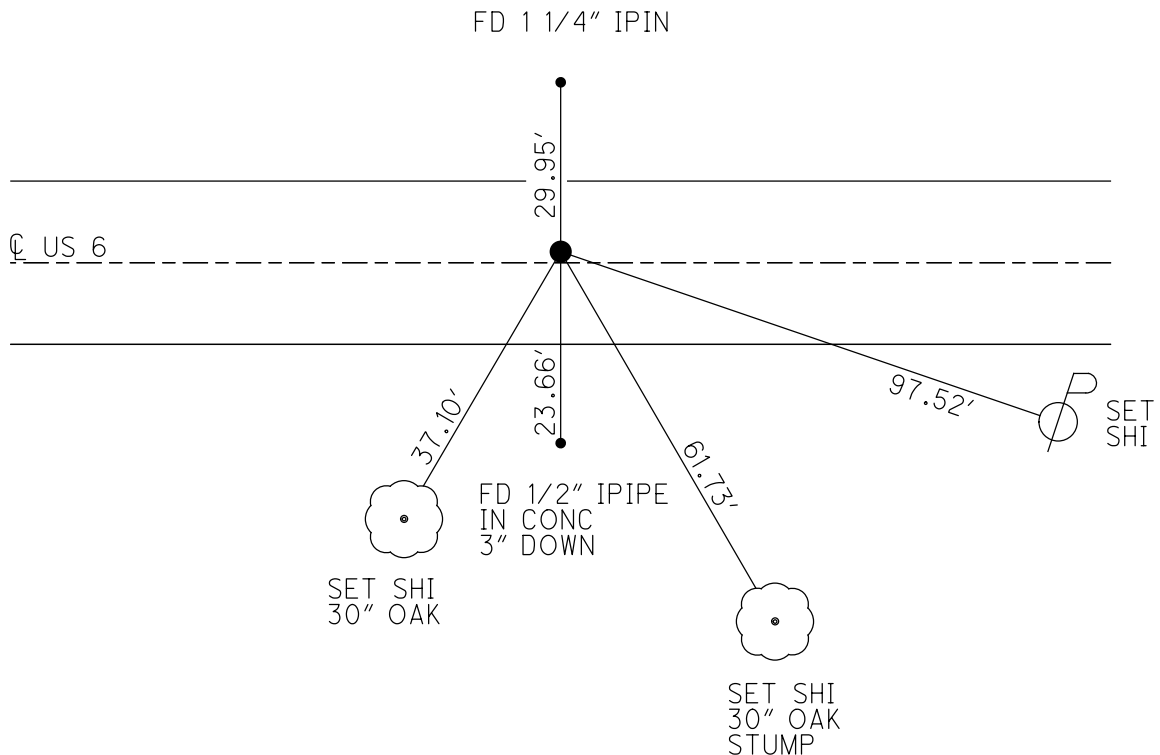 FD 1 1/4" IPIN
29.95'
℄ US 6
23.66'
37.10'
97.52'
SET
SHI
61.73'
FD 1/2" IPIPE
IN CONC
3" DOWN
SET SHI
30" OAK
SET SHI
30" OAK
STUMP